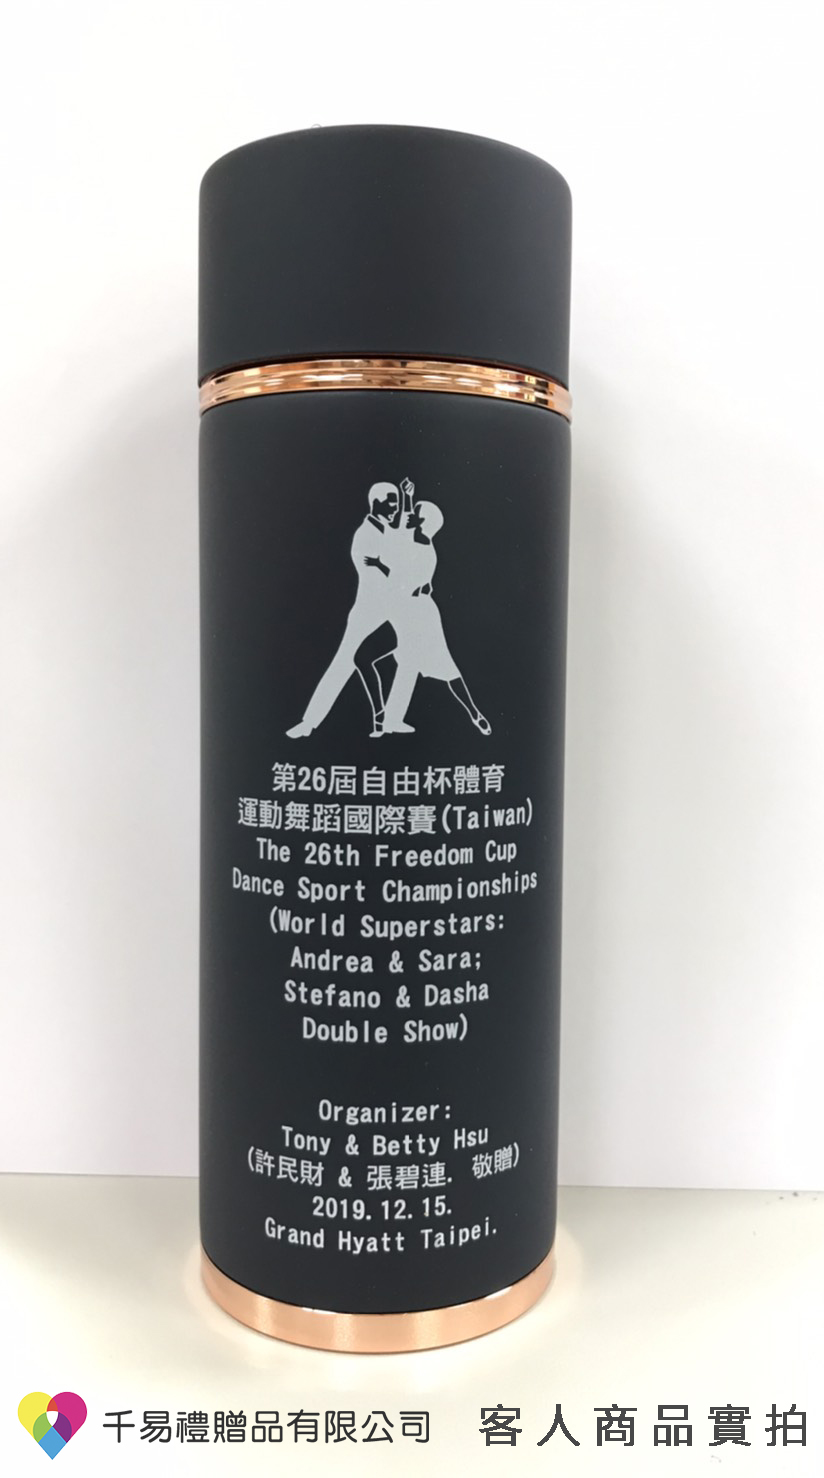 第26屆自由杯體育
運動舞蹈國際賽(Taiwan)
The 26th Freedom Cup
Dance Sport Championships
(World Superstars:
Andrea & Sara;
Stefano & Dasha
Double Show)
Organizer:
Tony & Betty Hsu
(許民財 & 張碧連. 敬贈)
2019.12.15.
Grand Hyatt Taipei.
千易禮贈品有限公司 客人商品實拍